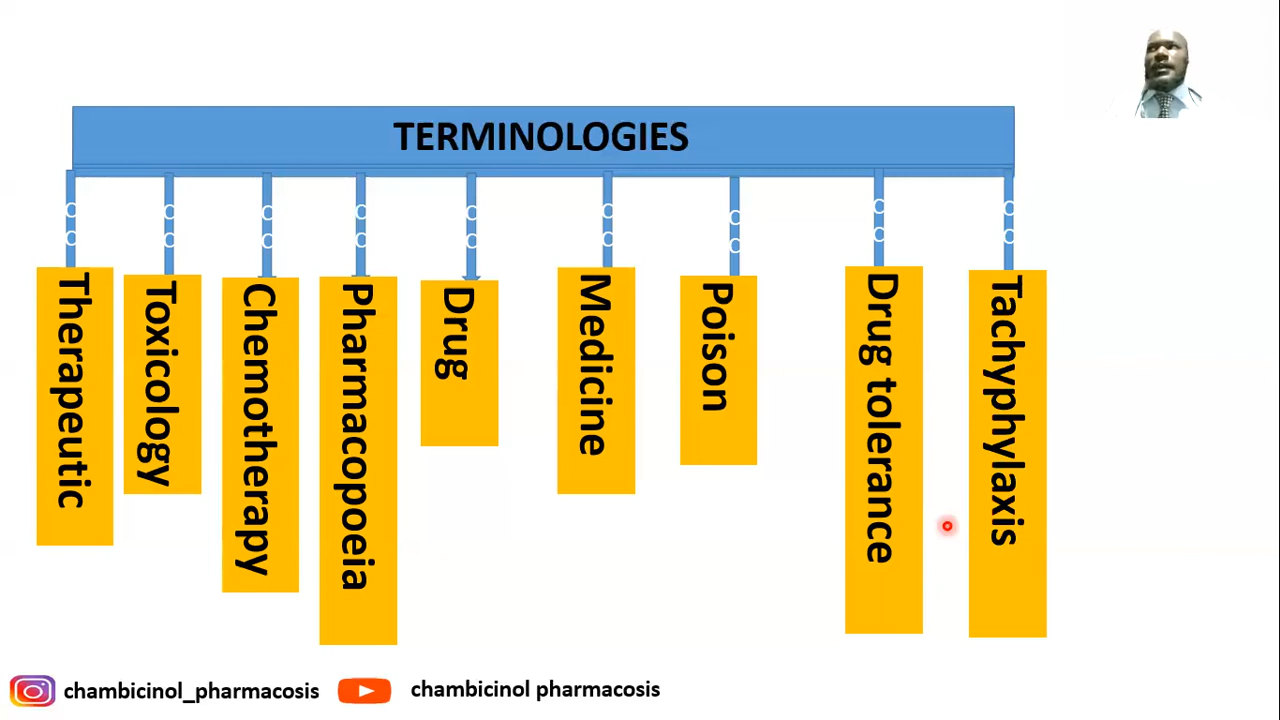 TERMINOLOGIES
Therapeutic
Toxicology
Chemotherapy
Pharmacopoeia
Drug
Medicine
Poison
Drug tolerance
Tachyphylaxis
chambicinol_pharmacosis
chambicinol pharmacosis